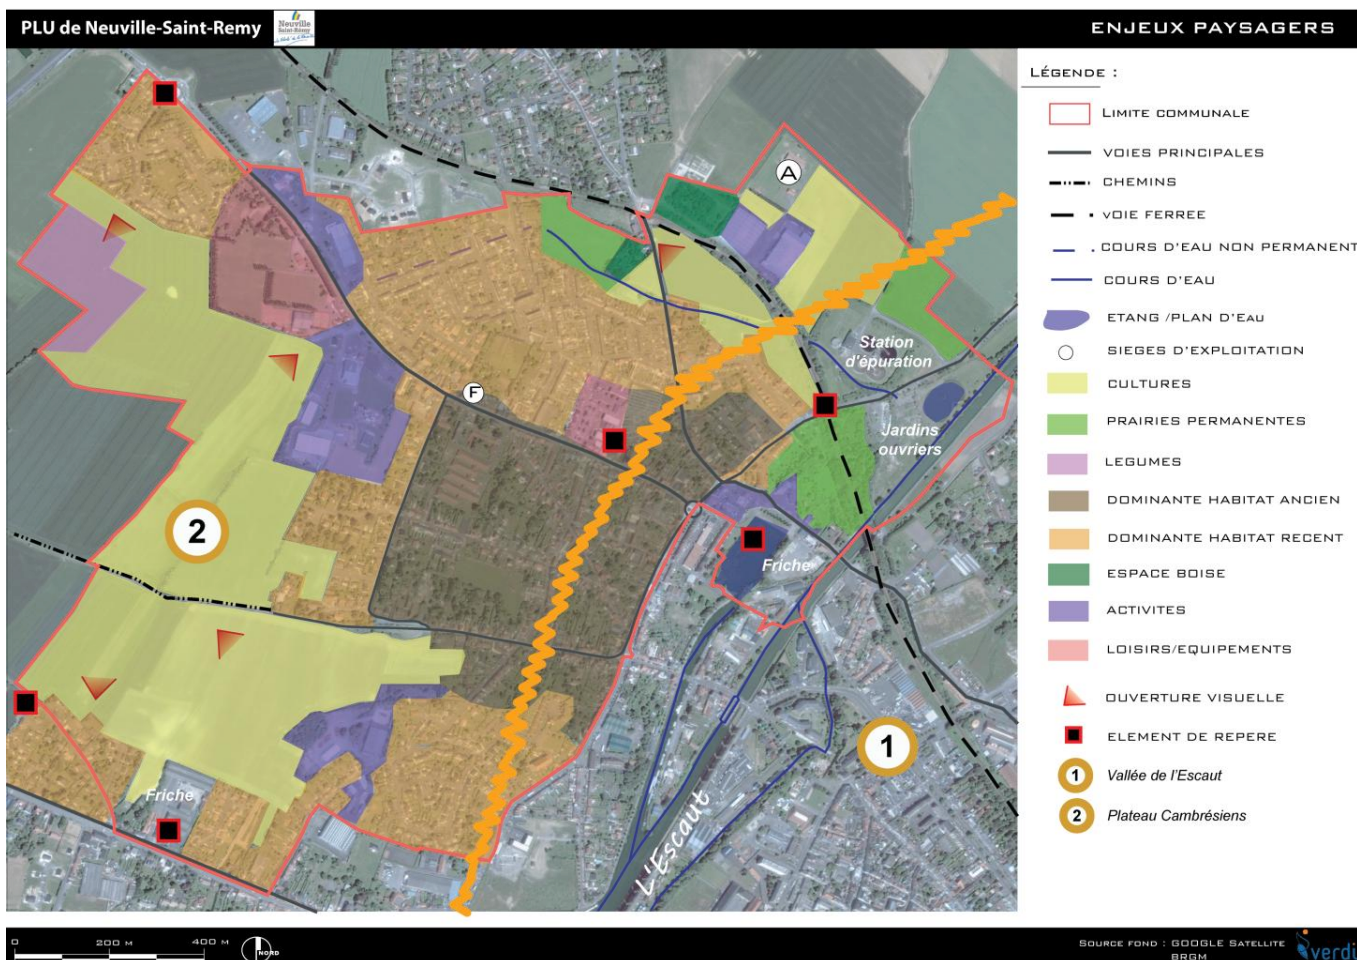 PLU de Neuville-Saint-Remy
Neuville
Saint-Rémy
ENJEUX PAYSAGERS
LÉGENDE :
LIMITE COMMUNALE
VOIES PRINCIPALES
CHEMINS
VOIE FERREE
COURS D'EAU NON PERMANENT
COURS D'EAU
ETANG /PLAN D'EAU
SIEGES D'EXPLOITATION
CULTURES
PRAIRIES PERMANENTES
LEGUMES
DOMINANTE HABITAT ANCIEN
DOMINANTE HABITAT RECENT
ESPACE BOISE
ACTIVITES
LOISIRS/EQUIPEMENTS
OUVERTURE VISUELLE
ELEMENT DE REPERE
1 Vallée de l'Escaut
2 Plateau Cambrésiens
A
Station
d'épuration
F
Jardins
ouvriers
2
Friche
1
Friche
L'Escaut
0 200 M 400 M
NORD
SOURCE FOND : GOOGLE SATELLITE
BRGM
verdi